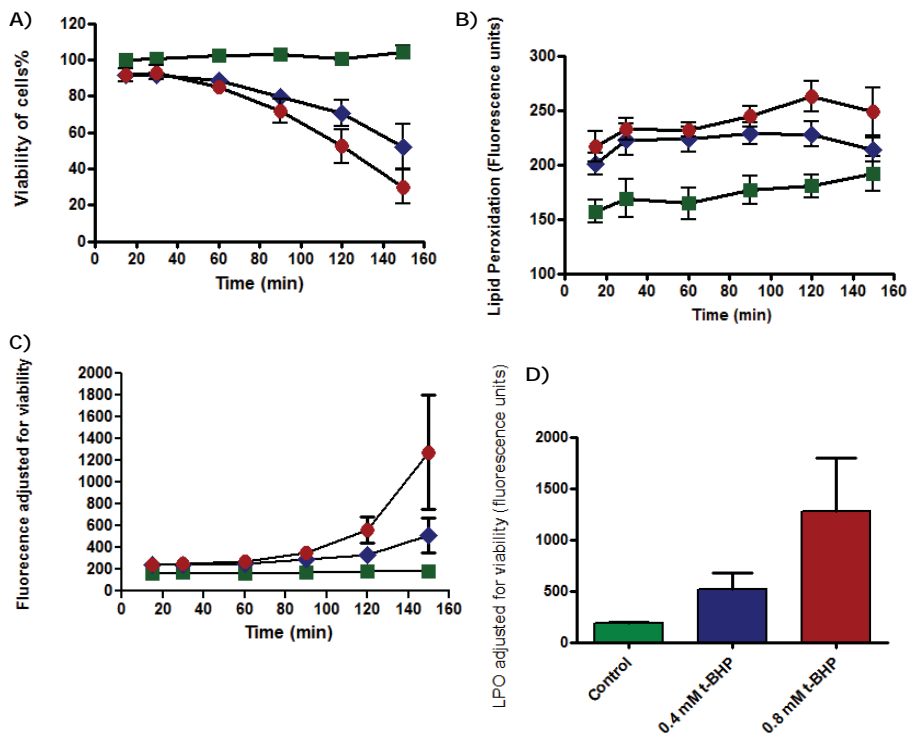 A)
Viability of cells%
120
100
80
60
40
20
0
0 20 40 60 80 100 120 140 160
Time (min)
B)
Lipid Peroxidation (Fluorescence units)
300
250
200
150
100
0 20 40 60 80 100 120 140 160
Time (min)
C)
Fluorecence adjusted for viability
2000
1800
1600
1400
1200
1000
800
600
400
200
0
0 20 40 60 80 100 120 140 160
Time (min)
D)
LPO adjusted for viability (fluorescence units)
2000
1500
1000
500
0
Control
0.4 mM t-BHP
0.8 mM t-BHP